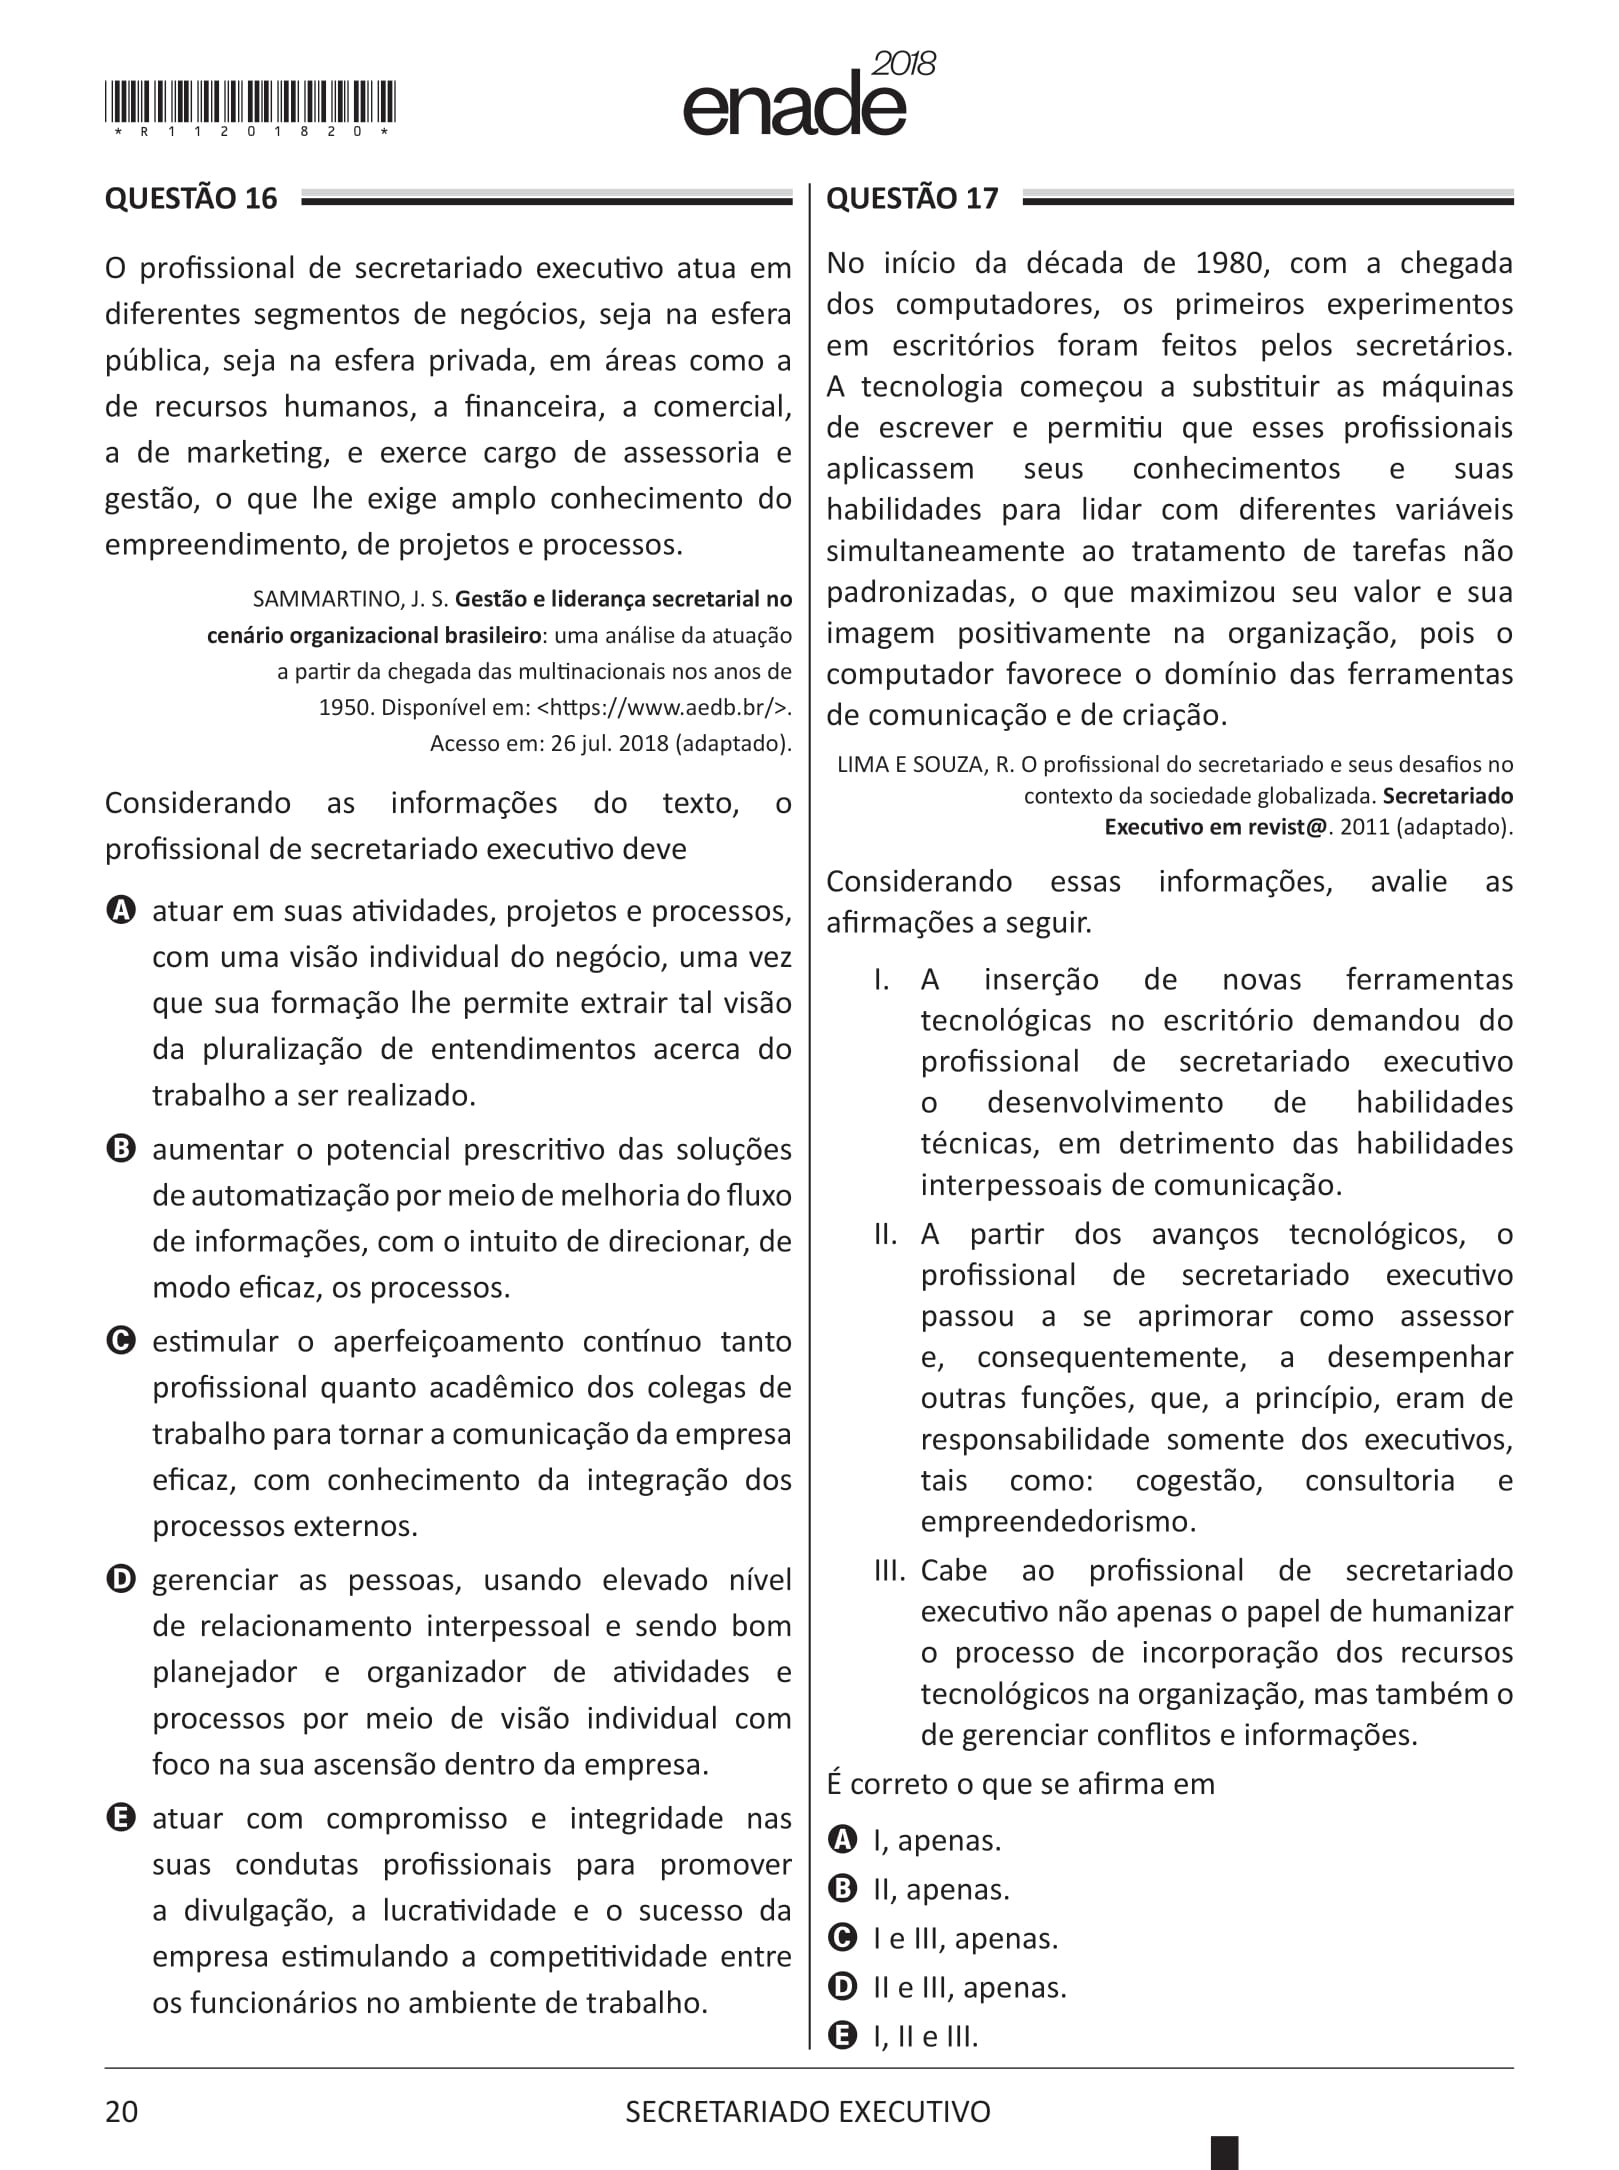 *R11201820*
enade2018
QUESTÃO 16
O profissional de secretariado executivo atua em
diferentes segmentos de negócios, seja na esfera
pública, seja na esfera privada, em áreas como a
de recursos humanos, a financeira, a comercial,
a de marketing, e exerce cargo de assessoria e
gestão, o que lhe exige amplo conhecimento do
empreendimento, de projetos e processos.
SAMMARTINO, J. S. Gestão e liderança secretarial no
cenário organizacional brasileiro: uma análise da atuação
a partir da chegada das multinacionais nos anos de
1950. Disponível em: <https://www.aedb.br/>.
Acesso em: 26 jul. 2018 (adaptado).
Considerando as informações do texto, o
profissional de secretariado executivo deve
A atuar em suas atividades, projetos e processos,
com uma visão individual do negócio, uma vez
que sua formação lhe permite extrair tal visão
da pluralização de entendimentos acerca do
trabalho a ser realizado.
B aumentar o potencial prescritivo das soluções
de automatização por meio de melhoria do fluxo
de informações, com o intuito de direcionar, de
modo eficaz, os processos.
C estimular o aperfeiçoamento contínuo tanto
profissional quanto acadêmico dos colegas de
trabalho para tornar a comunicação da empresa
eficaz, com conhecimento da integração dos
processos externos.
D gerenciar as pessoas, usando elevado nível
de relacionamento interpessoal e sendo bom
planejador e organizador de atividades e
processos por meio de visão individual com
foco na sua ascensão dentro da empresa.
E atuar com compromisso e integridade nas
suas condutas profissionais para promover
a divulgação, a lucratividade e o sucesso da
empresa estimulando a competitividade entre
os funcionários no ambiente de trabalho.
QUESTÃO 17
No início da década de 1980, com a chegada
dos computadores, os primeiros experimentos
em escritórios foram feitos pelos secretários.
A tecnologia começou a substituir as máquinas
de escrever e permitiu que esses profissionais
aplicassem seus conhecimentos e suas
habilidades para lidar com diferentes variáveis
simultaneamente ao tratamento de tarefas não
padronizadas, o que maximizou seu valor e sua
imagem positivamente na organização, pois o
computador favorece o domínio das ferramentas
de comunicação e de criação.
LIMA E SOUZA, R. O profissional do secretariado e seus desafios no
contexto da sociedade globalizada. Secretariado
Executivo em revist@. 2011 (adaptado).
Considerando essas informações, avalie as
afirmações a seguir.
I. A inserção de novas ferramentas
tecnológicas no escritório demandou do
profissional de secretariado executivo
o desenvolvimento de habilidades
técnicas, em detrimento das habilidades
interpessoais de comunicação.
II. A partir dos avanços tecnológicos, o
profissional de secretariado executivo
passou a se aprimorar como assessor
e, consequentemente, a desempenhar
outras funções, que, a princípio, eram de
responsabilidade somente dos executivos,
tais como: cogestão, consultoria e
empreendedorismo.
III. Cabe ao profissional de secretariado
executivo não apenas o papel de humanizar
o processo de incorporação dos recursos
tecnológicos na organização, mas também o
de gerenciar conflitos e informações.
É correto o que se afirma em
A I, apenas.
B II, apenas.
C I e III, apenas.
D II e III, apenas.
E I, II e III.
20
SECRETARIADO EXECUTIVO